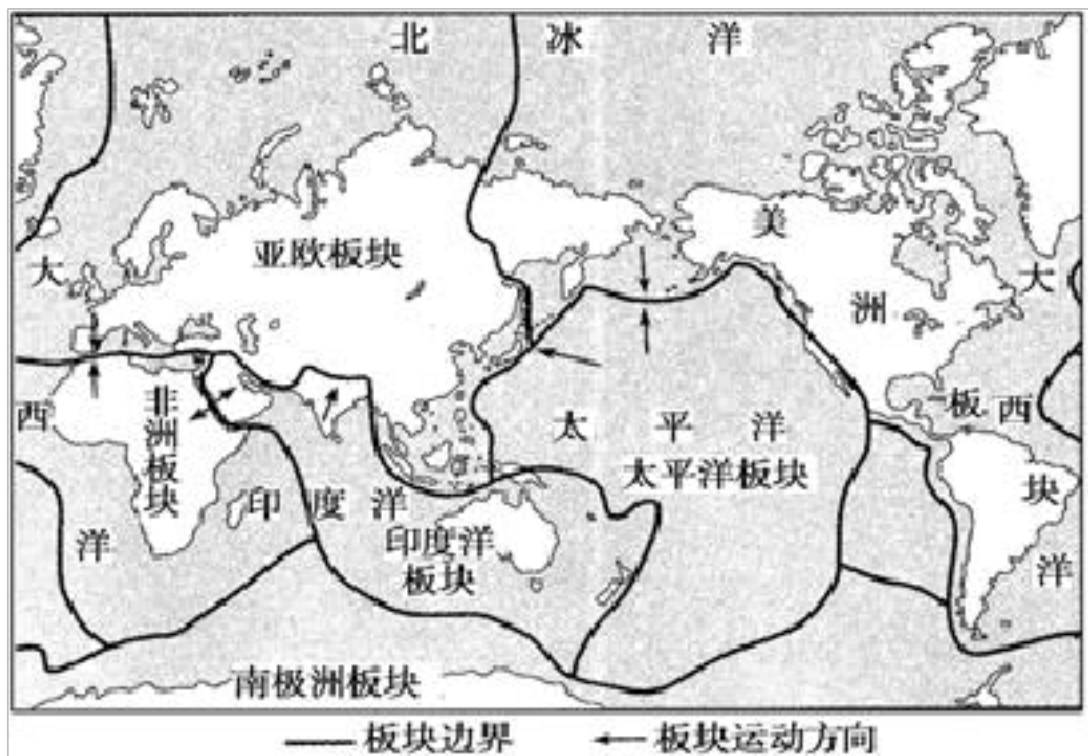 北 冰 洋
亚欧板块
美
洲
板
块
大
西
洋
大
西
洋
非洲板块
太 平 洋
太平洋板块
印 度 洋
印度洋
板块
南极洲板块
板块边界
板块运动方向